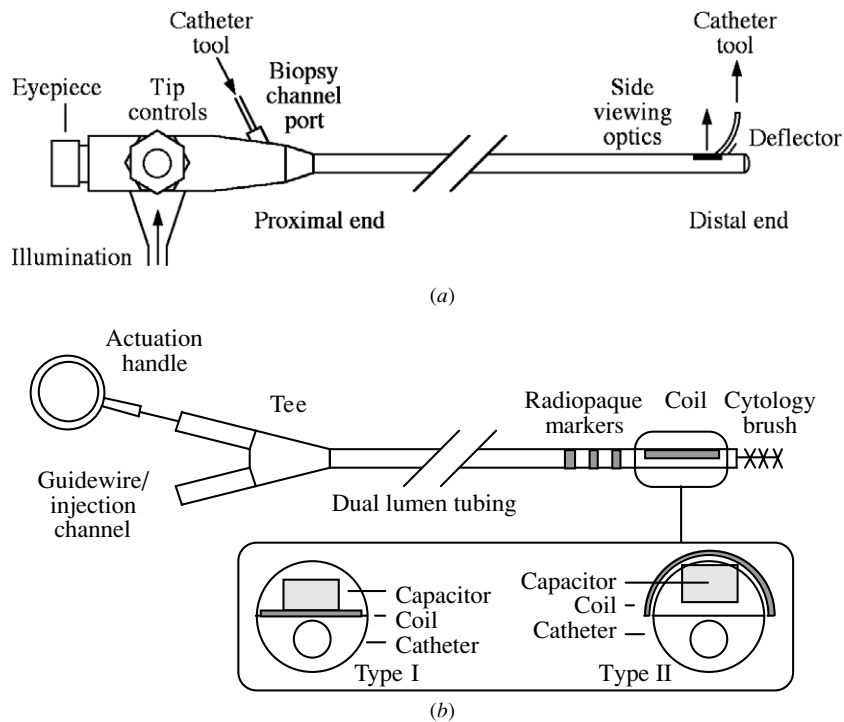 Catheter
tool
Eyepiece
Tip
controls
Biopsy
channel
port
Catheter
tool
Side
viewing
optics
Deflector
Illumination
Proximal end
Distal end
(a)
Actuation
handle
Tee
Radiopaque
markers
Coil
Cytology
brush
Guidewire/
injection
channel
Dual lumen tubing
Capacitor
Coil
Catheter
Type I
Capacitor
Coil
Catheter
Type II
(b)